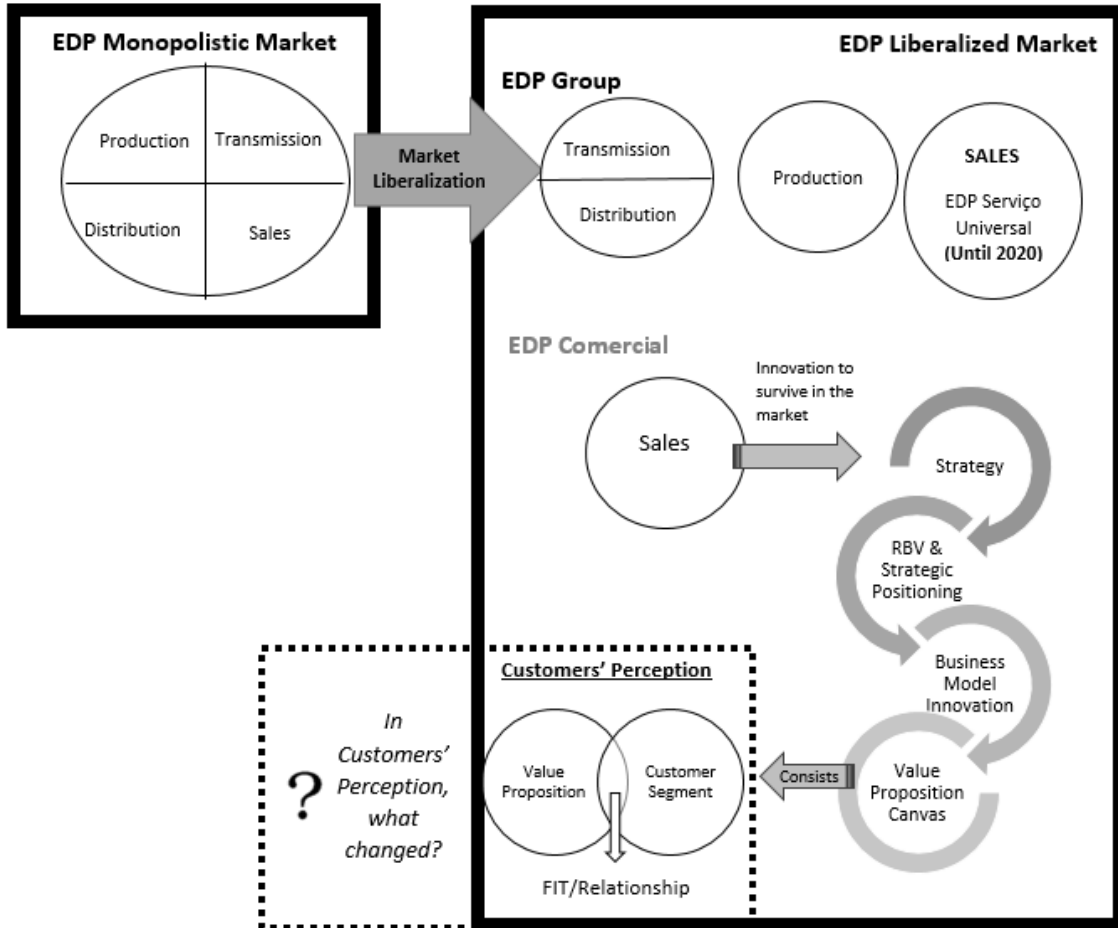 EDP Monopolistic Market
Production
Transmission
Distribution
Sales
Market
Liberalization
EDP Liberalized Market
EDP Group
Transmission
Distribution
Production
SALES
EDP Serviço
Universal
(Until 2020)
EDP Comercial
Sales
Innovation to
survive in the
market
Strategy
RBV &
Strategic
Positioning
Business
Model
Innovation
Value
Proposition
Canvas
Consists
Customers’ Perception
Value
Proposition
Customer
Segment
FIT/Relationship
?
In
Customers’
Perception,
what
changed?